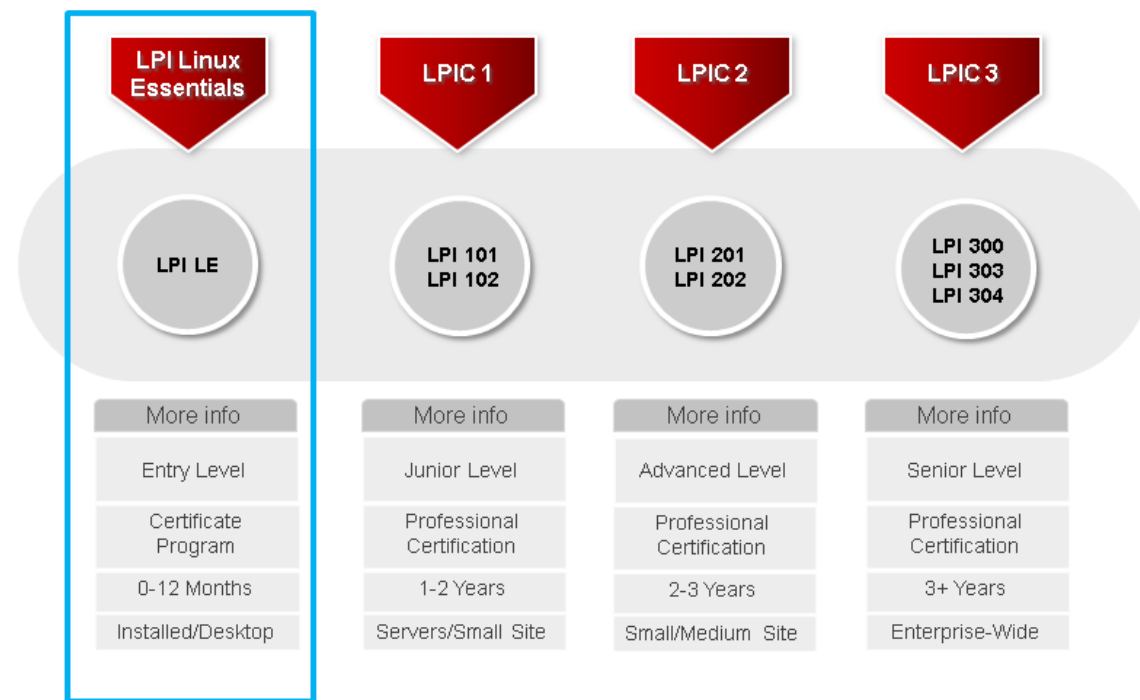 LPI Linux
Essentials
LPIC 1
LPIC 2
LPIC 3
LPI LE
LPI 101
LPI 102
LPI 201
LPI 202
LPI 300
LPI 303
LPI 304
More info
Entry Level
Certificate
Program
0-12 Months
Installed/Desktop
More info
Junior Level
Professional
Certification
1-2 Years
Servers/Small Site
More info
Advanced Level
Professional
Certification
2-3 Years
Small/Medium Site
More info
Senior Level
Professional
Certification
3+ Years
Enterprise-Wide